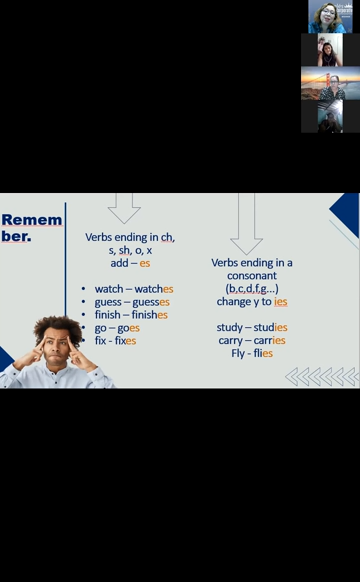 Remem
ber.
Verbs ending in ch,
s, sh, o, x
add – es
• watch – watches
• guess – guesses
• finish – finishes
• go – goes
• fix - fixes
Verbs ending in a
consonant
(b,c,d,f,g...)
change y to ies
study – studies
carry – carries
Fly - flies